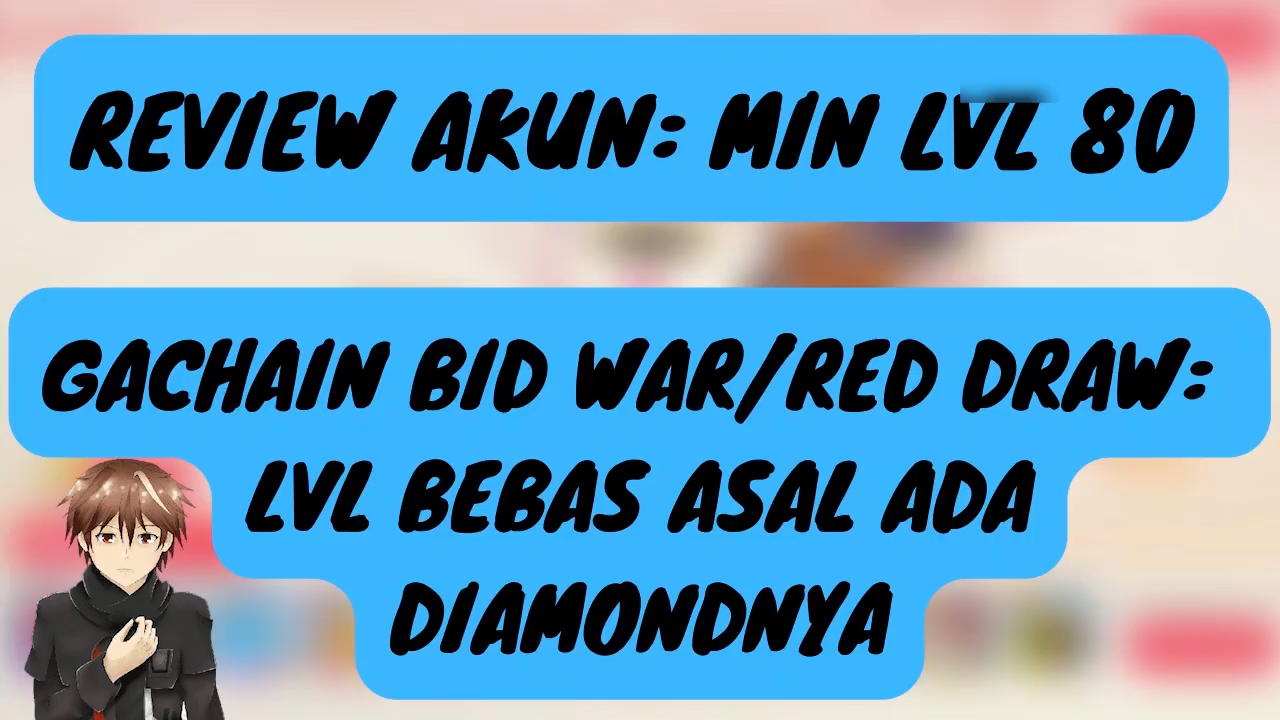 REVIEW AKUN: MIN LVL 80
GACHAIN BID WAR/RED DRAW:
LVL BEBAS ASAL ADA
DIAMONDNYA